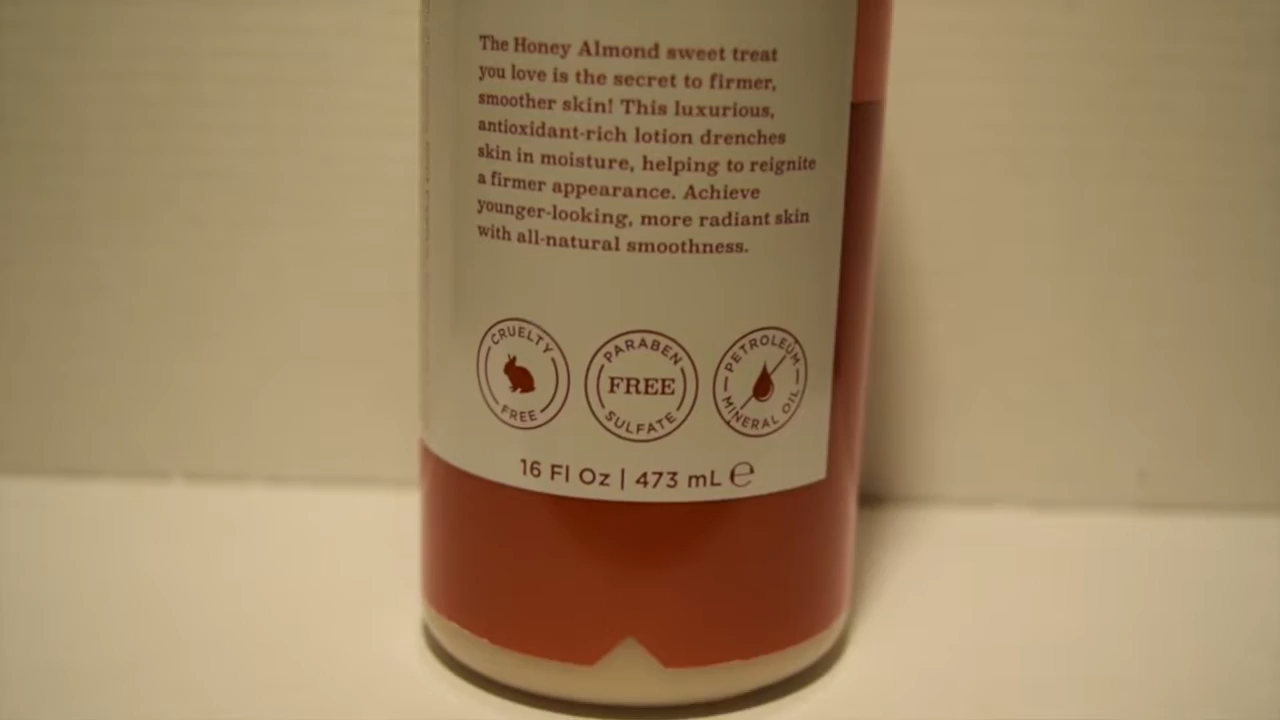 The Honey Almond sweet treat
you love is the secret to firmer,
smoother skin! This luxurious,
antioxidant-rich lotion drenches
skin in moisture, helping to reignite
a firmer appearance. Achieve
younger-looking, more radiant skin
with all-natural smoothness.
CRUELTY
FREE
PARABEN
FREE
SULFATE
PETROLEUM
MINERAL OIL
16 Fl Oz | 473 mL ℮